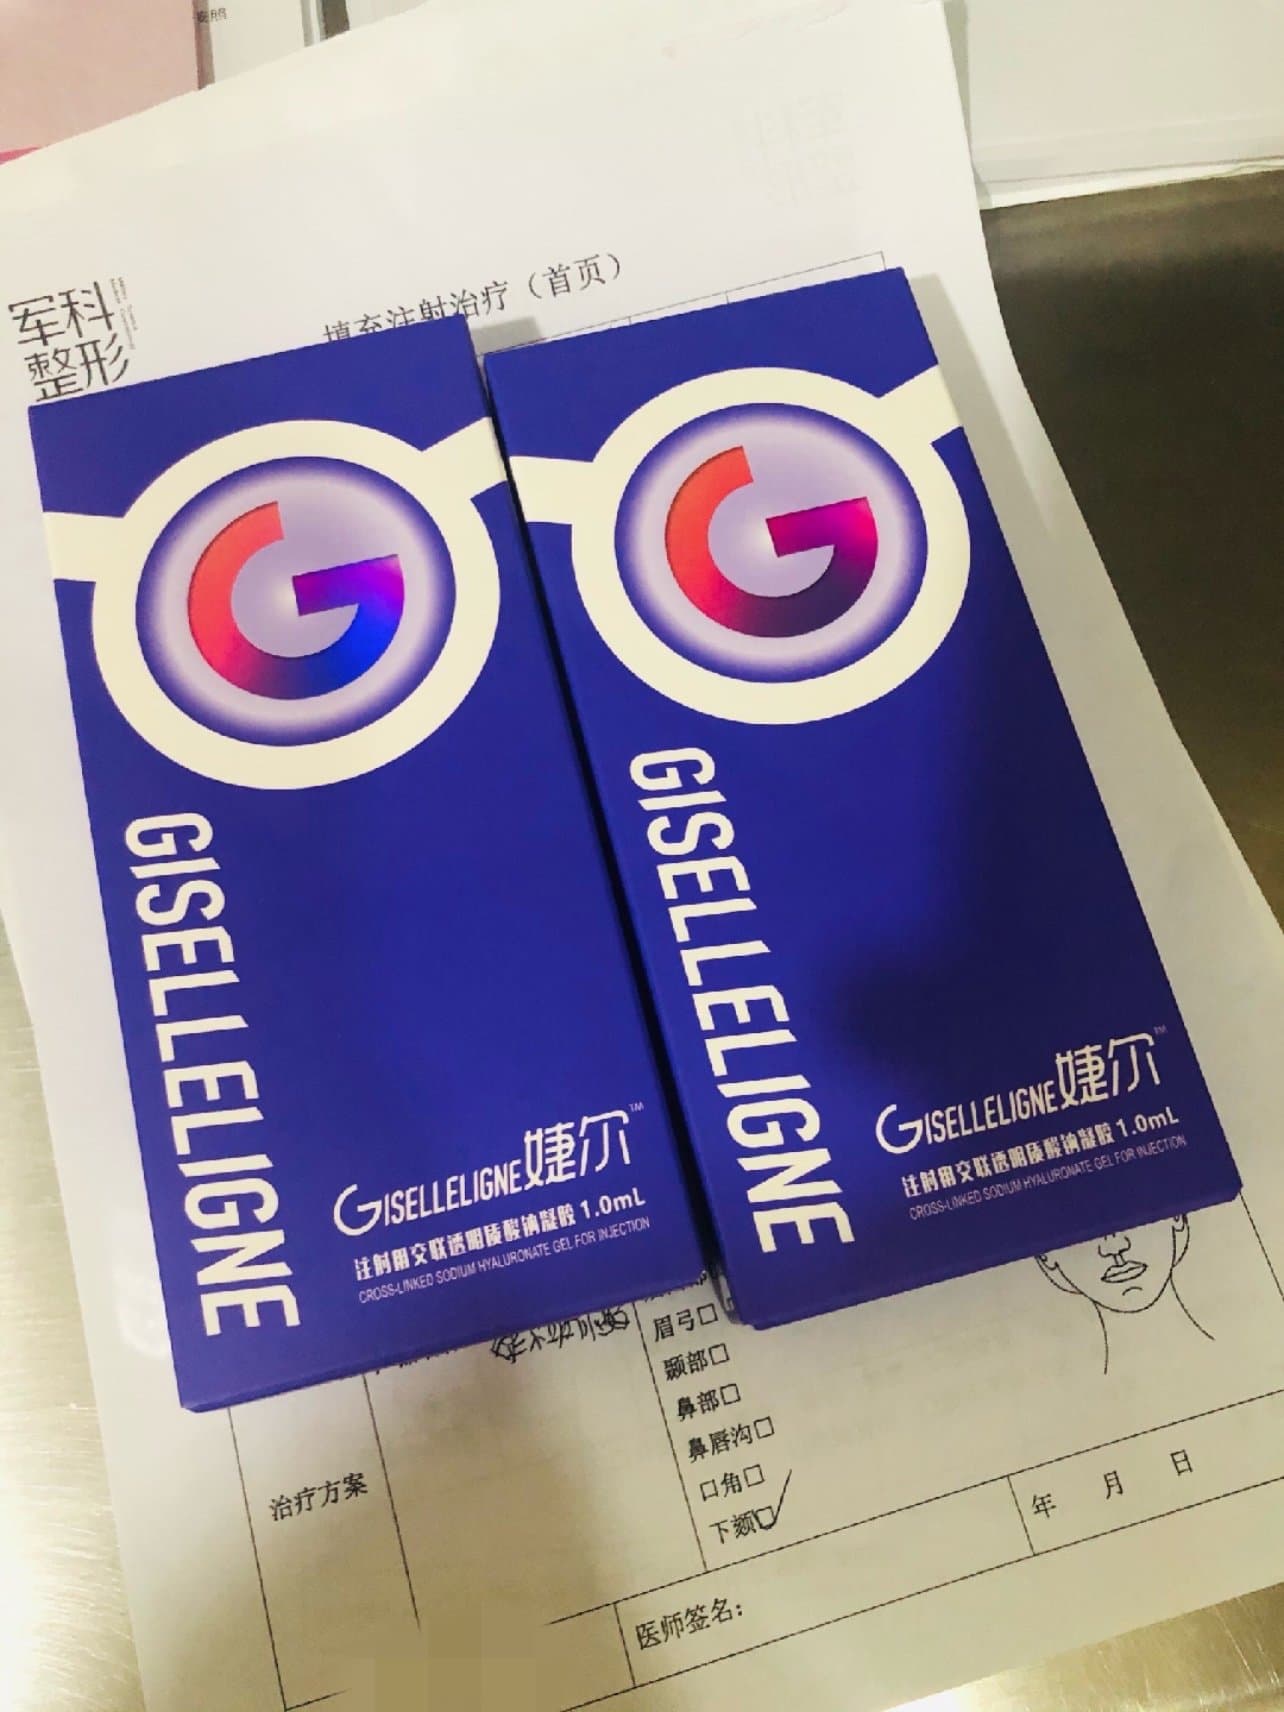 军科
整形
填充注射治疗（首页）
GISELLELIGNE
GISELLELIGNE婕尔™
注射用交联透明质酸钠凝胶 1.0mL
CROSS-LINKED SODIUM HYALURONATE GEL FOR INJECTION
GISELLELIGNE
GISELLELIGNE婕尔™
注射用交联透明质酸钠凝胶 1.0mL
CROSS-LINKED SODIUM HYALURONATE GEL FOR INJECTION
眉弓□
颞部□
鼻部□
鼻唇沟□
口角□
下颏□
治疗方案
年 月 日
医师签名：